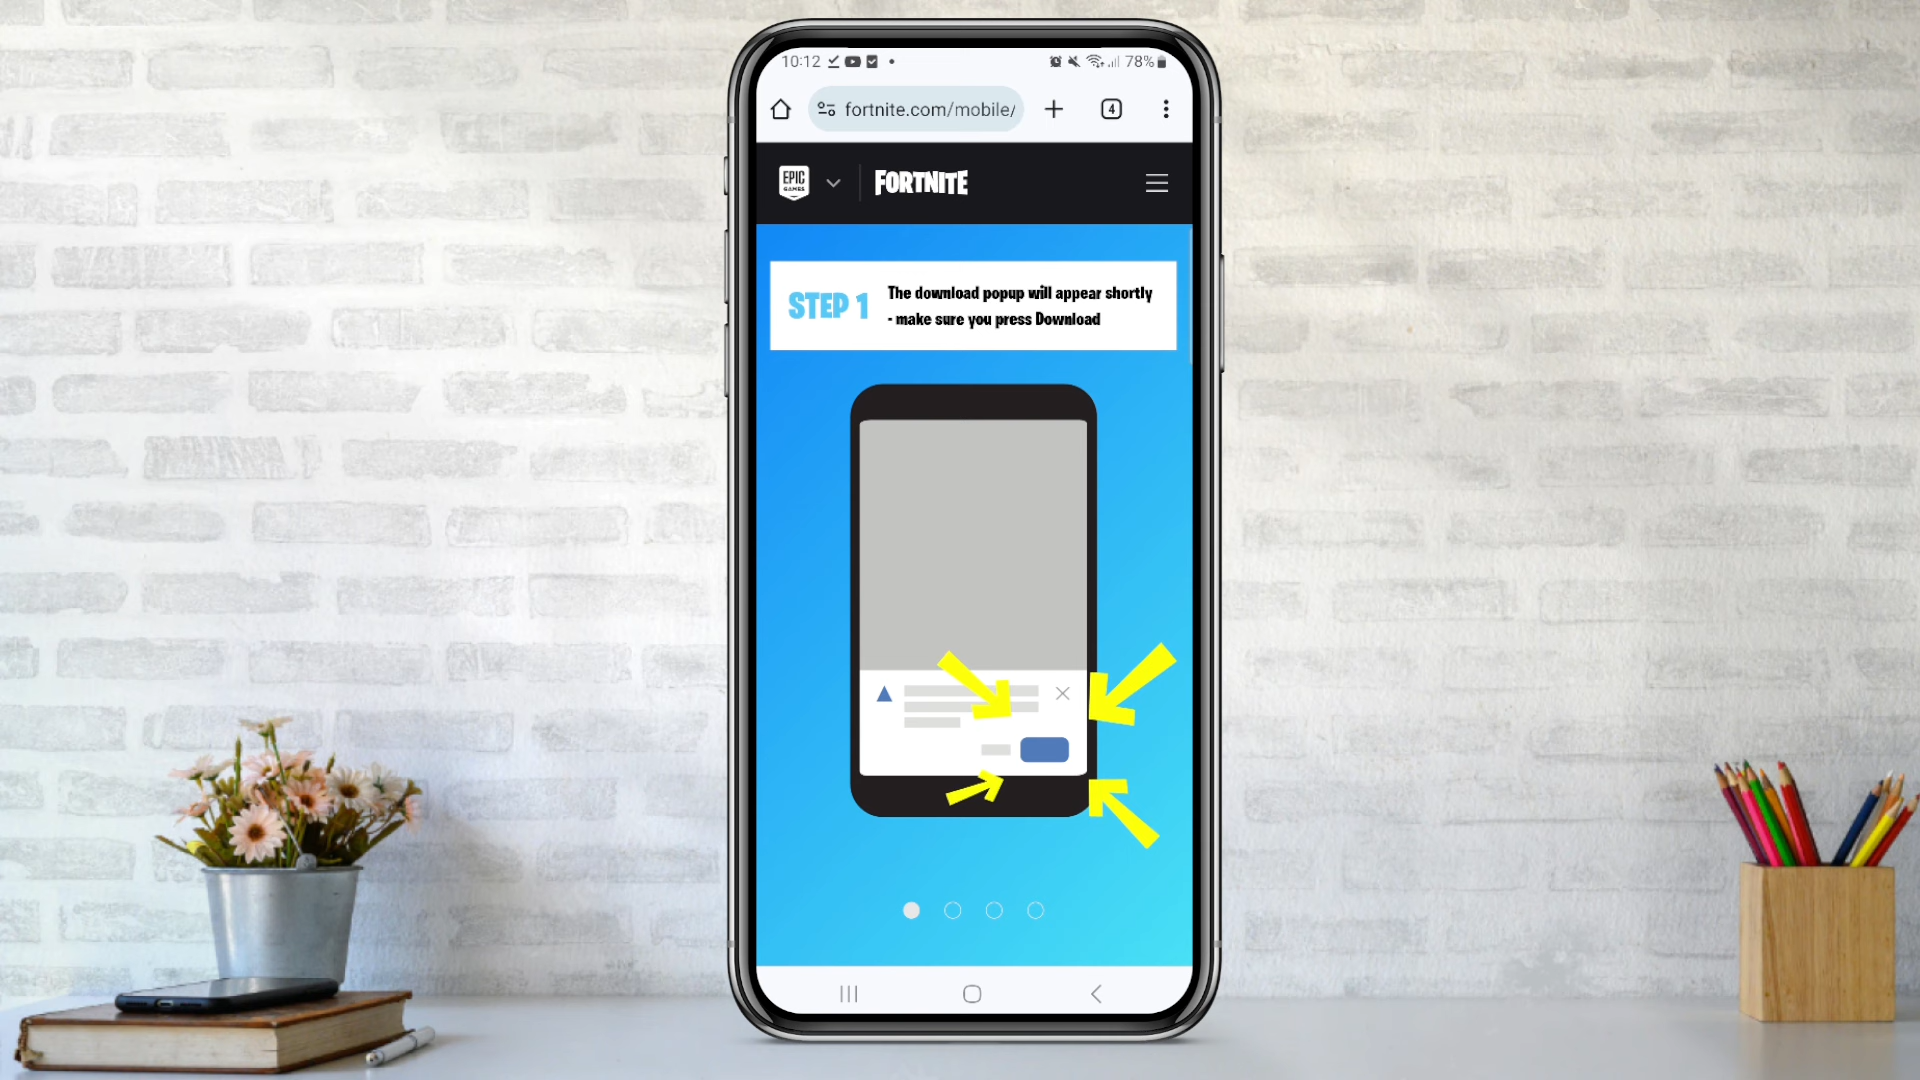 10:12
78%
fortnite.com/mobile/
4
EPIC
GAMES
FORTNITE
STEP 1
The download popup will appear shortly
- make sure you press Download